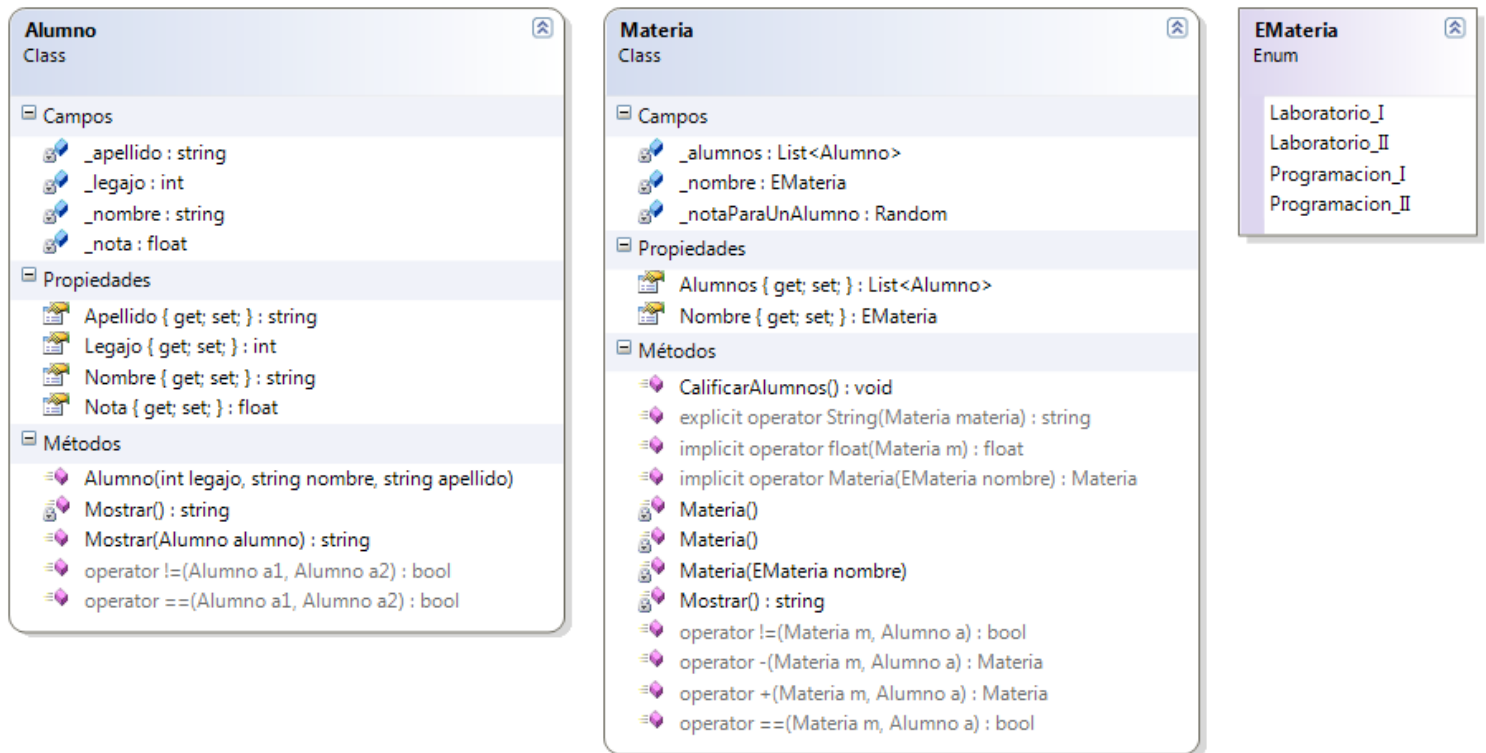 Alumno
Class
Campos
_apellido : string
_legajo : int
_nombre : string
_nota : float
Propiedades
Apellido { get; set; } : string
Legajo { get; set; } : int
Nombre { get; set; } : string
Nota { get; set; } : float
Métodos
Alumno(int legajo, string nombre, string apellido)
Mostrar() : string
Mostrar(Alumno alumno) : string
operator !=(Alumno a1, Alumno a2) : bool
operator ==(Alumno a1, Alumno a2) : bool
Materia
Class
Campos
_alumnos : List<Alumno>
_nombre : EMateria
_notaParaUnAlumno : Random
Propiedades
Alumnos { get; set; } : List<Alumno>
Nombre { get; set; } : EMateria
Métodos
CalificarAlumnos() : void
explicit operator String(Materia materia) : string
implicit operator float(Materia m) : float
implicit operator Materia(EMateria nombre) : Materia
Materia()
Materia()
Materia(EMateria nombre)
Mostrar() : string
operator !=(Materia m, Alumno a) : bool
operator -(Materia m, Alumno a) : Materia
operator +(Materia m, Alumno a) : Materia
operator ==(Materia m, Alumno a) : bool
EMateria
Enum
Laboratorio_I
Laboratorio_II
Programacion_I
Programacion_II